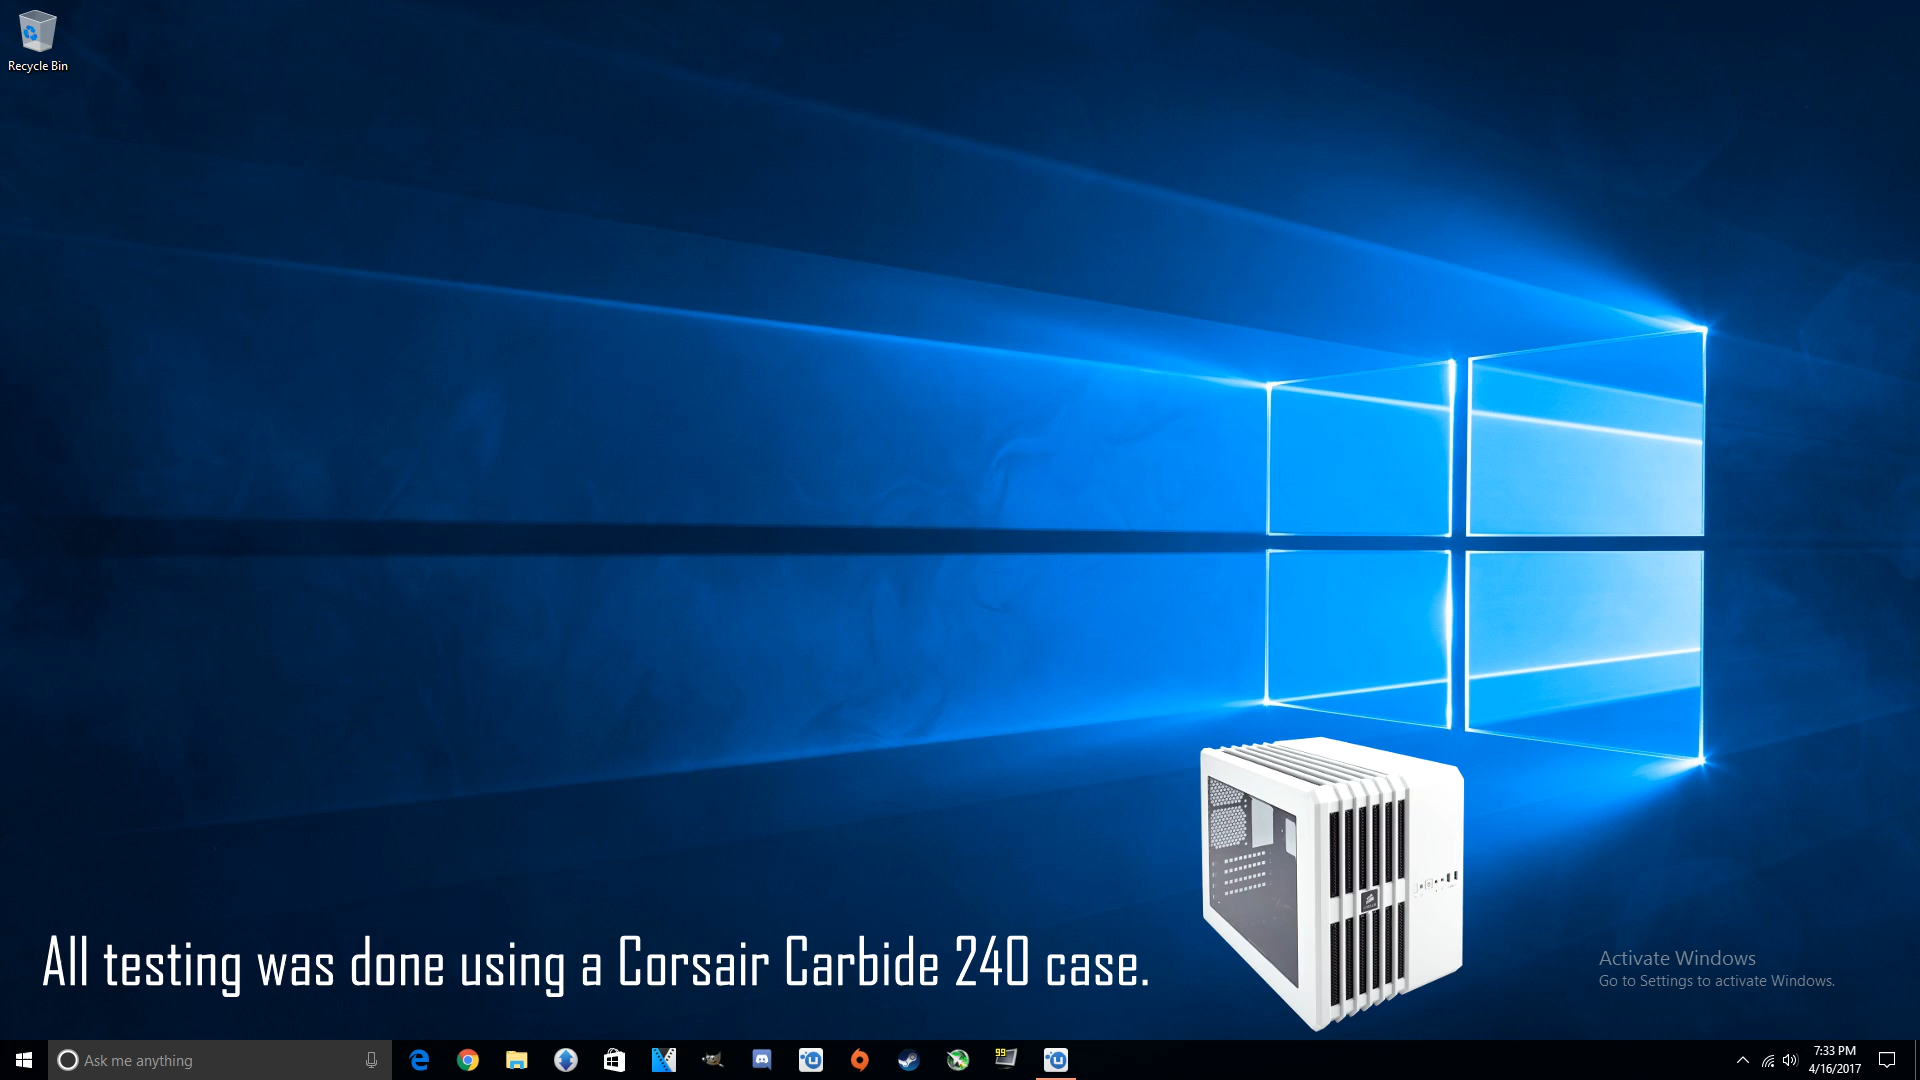 Recycle Bin
All testing was done using a Corsair Carbide 240 case.
Activate Windows
Go to Settings to activate Windows.
Ask me anything
99
7:33 PM
4/16/2017